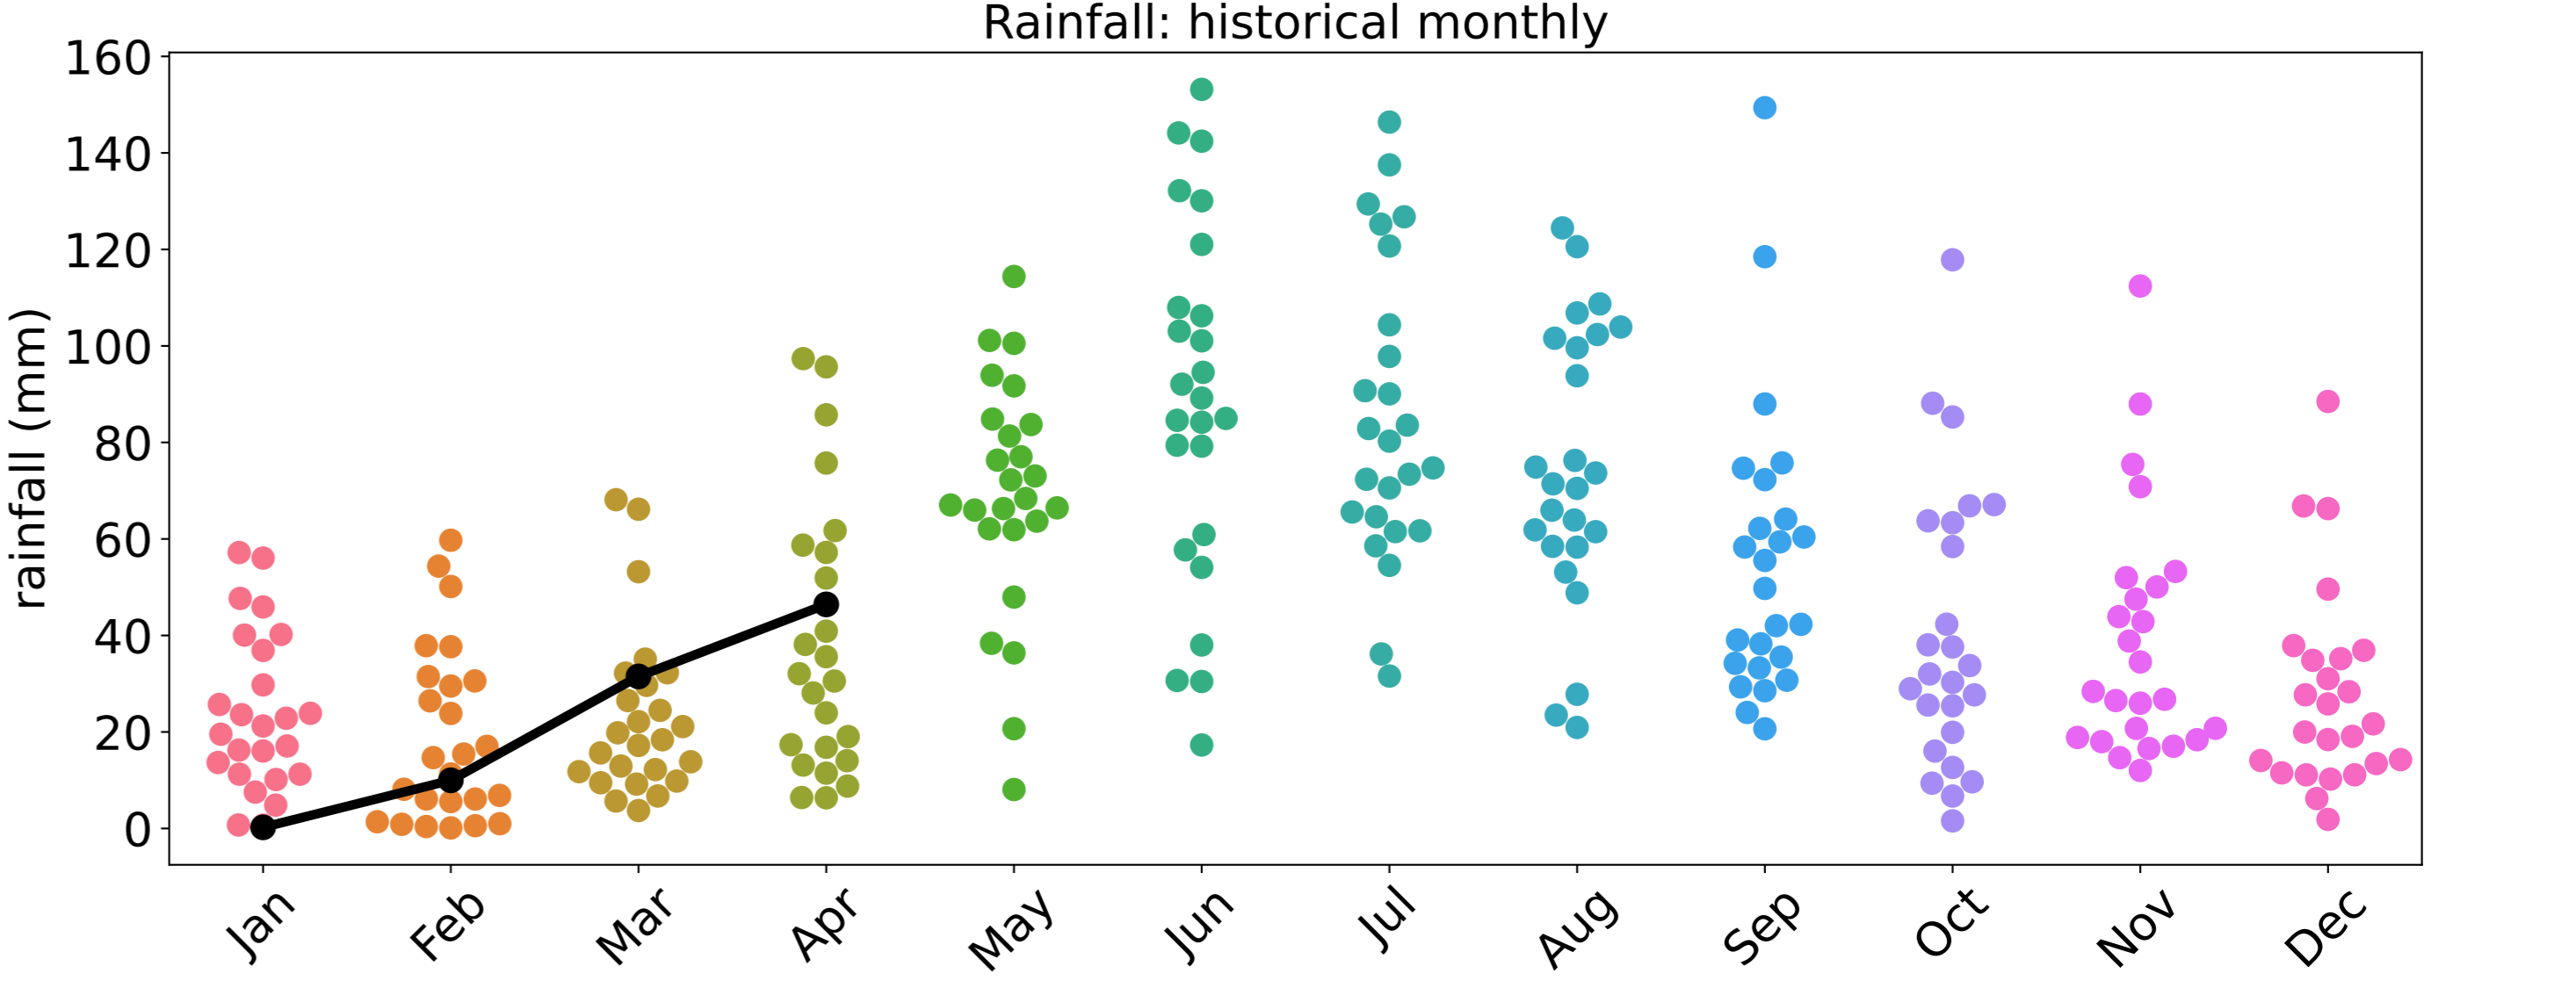 Rainfall: historical monthly
rainfall (mm)
160
140
120
100
80
60
40
20
0
Jan
Feb
Mar
Apr
May
Jun
Jul
Aug
Sep
Oct
Nov
Dec